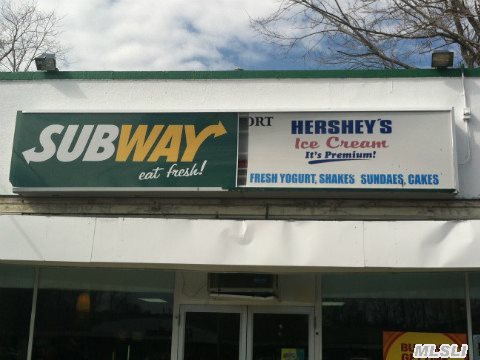 SUBWAY
eat fresh!
ORT
HERSHEY'S
Ice Cream
It's Premium!
FRESH YOGURT, SHAKES SUNDAES, CAKES
MLSLI